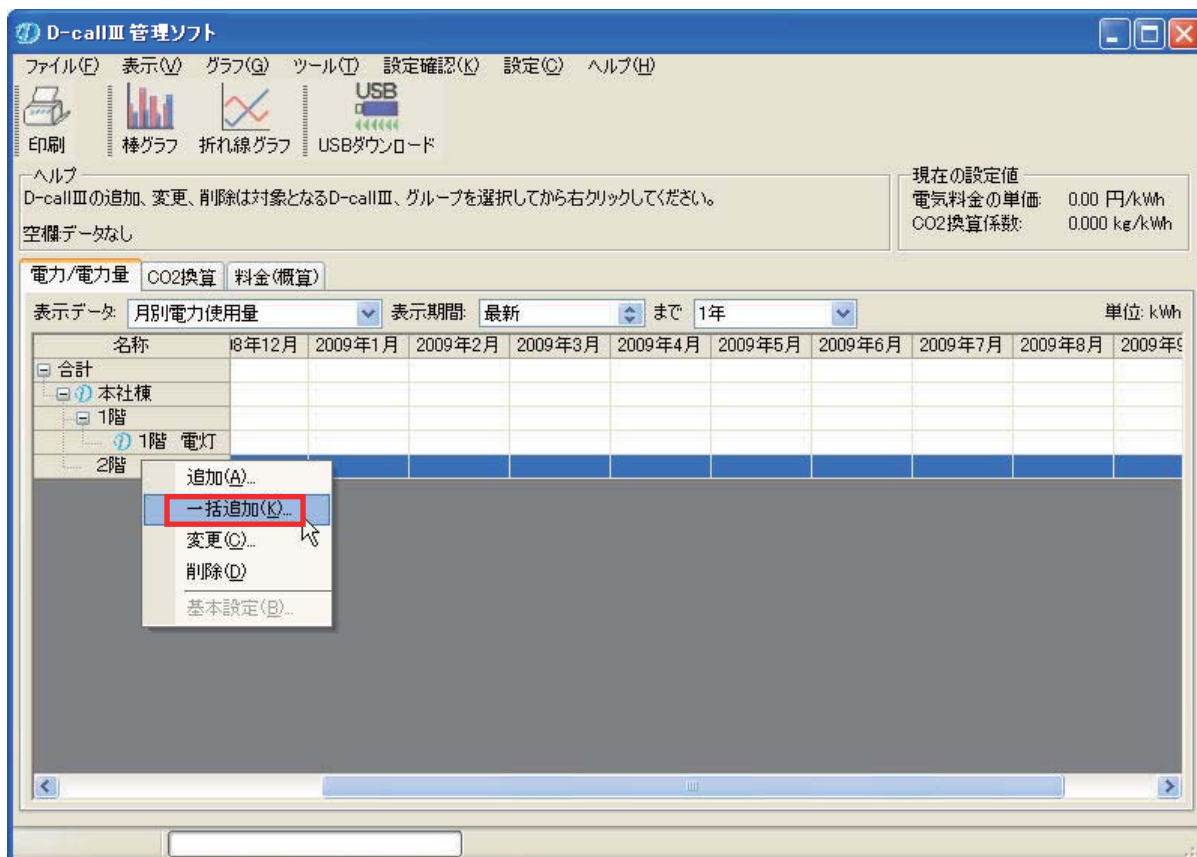 D-callⅢ 管理ソフト
ファイル(F) 表示(V) グラフ(G) ツール(T) 設定確認(K) 設定(C) ヘルプ(H)
USB
印刷 棒グラフ 折れ線グラフ USBダウンロード
ヘルプ
D-callⅢの追加、変更、削除は対象となるD-callⅢ、グループを選択してから右クリックしてください。
空欄:データなし
現在の設定値
電気料金の単価: 0.00 円/kWh
CO2換算係数: 0.000 kg/kWh
電力/電力量 CO2換算 料金(概算)
表示データ: 月別電力使用量 表示期間: 最新 まで 1年 単位: kWh
名称 8年12月 2009年1月 2009年2月 2009年3月 2009年4月 2009年5月 2009年6月 2009年7月 2009年8月 2009年9
合計
本社棟
1階
1階 電灯
2階
追加(A)...
一括追加(K)...
変更(C)...
削除(D)
基本設定(B)...